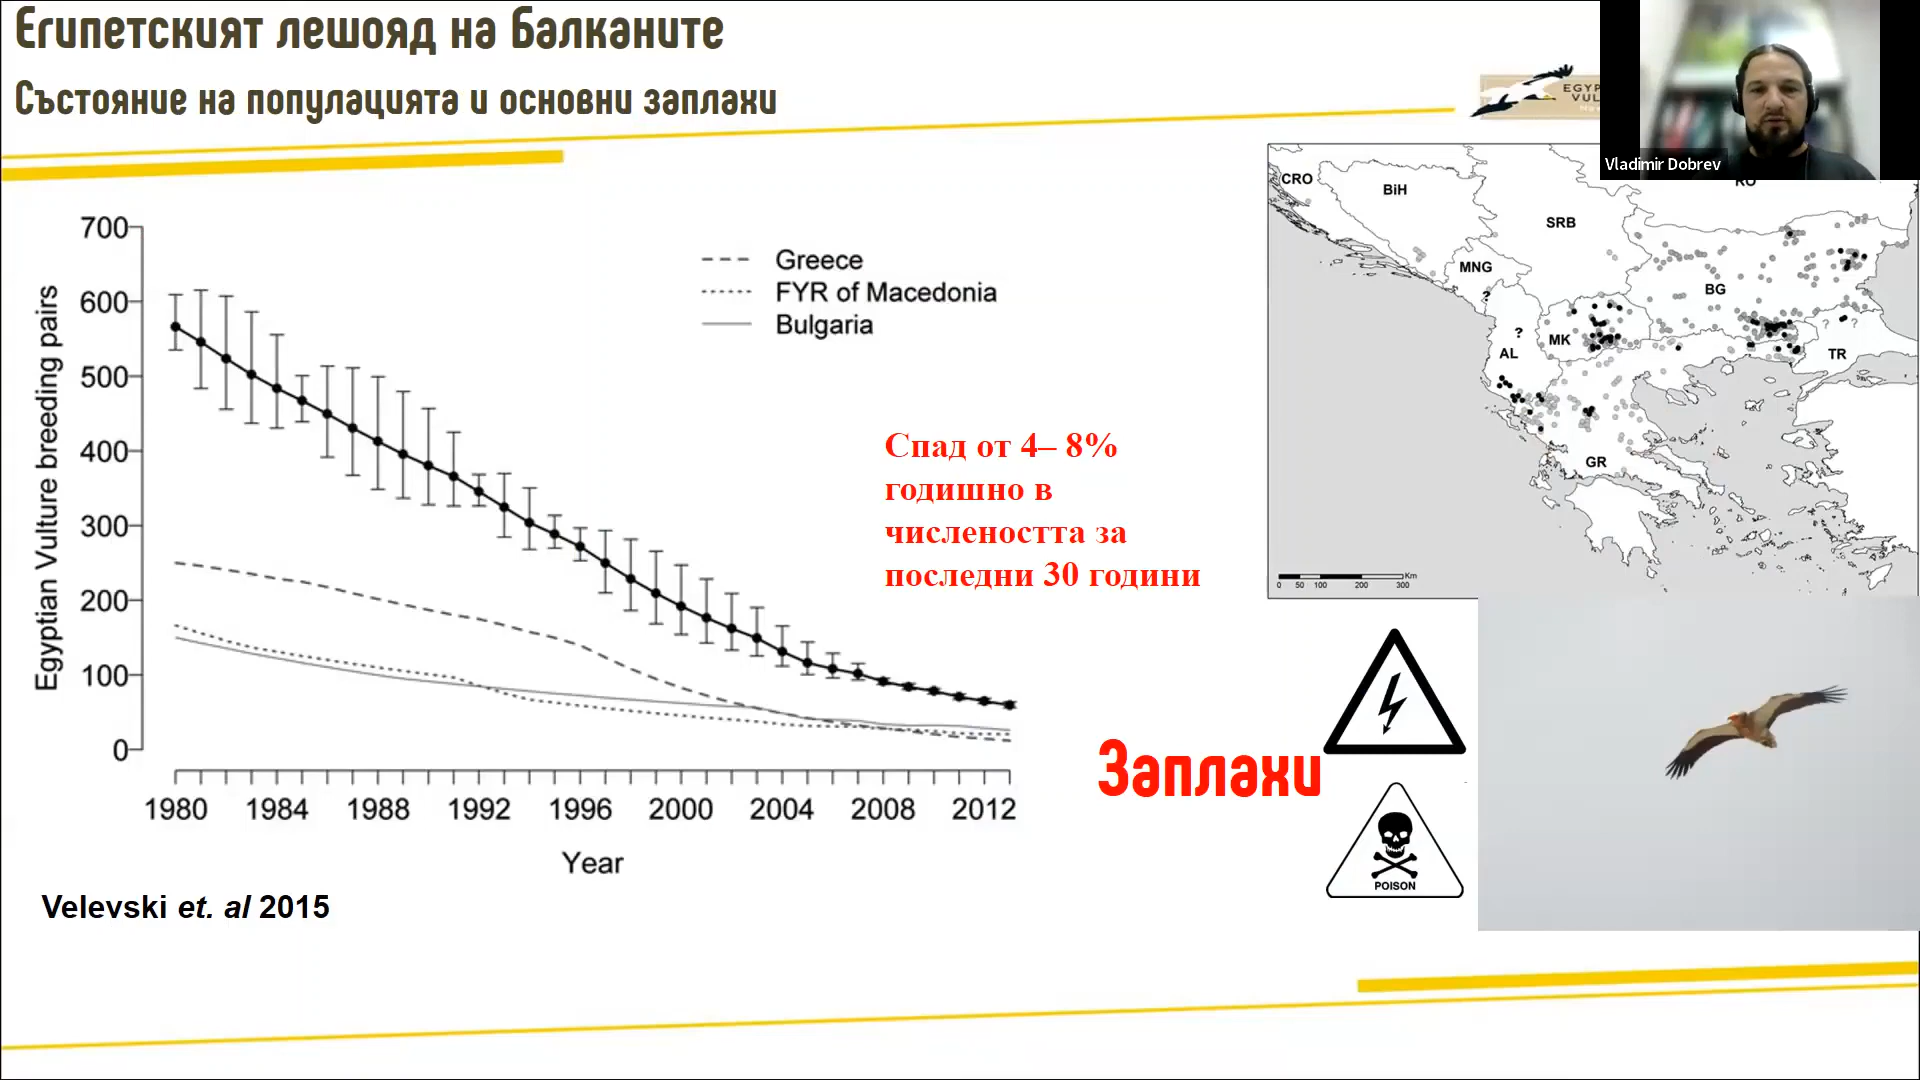 Египетският лешояд на Балканите
Състояние на популацията и основни заплахи
EGYP
VUL
Vladimir Dobrev
700
600
500
400
300
200
100
0
Egyptian Vulture breeding pairs
Greece
FYR of Macedonia
Bulgaria
1980 1984 1988 1992 1996 2000 2004 2008 2012
Year
Спад от 4– 8%
годишно в
числеността за
последни 30 години
CRO
BiH
RO
SRB
MNG
?
BG
?
MK
AL
? ?
TR
GR
Km
0 50 100 200 300
Заплахи
POISON
Velevski et. al 2015